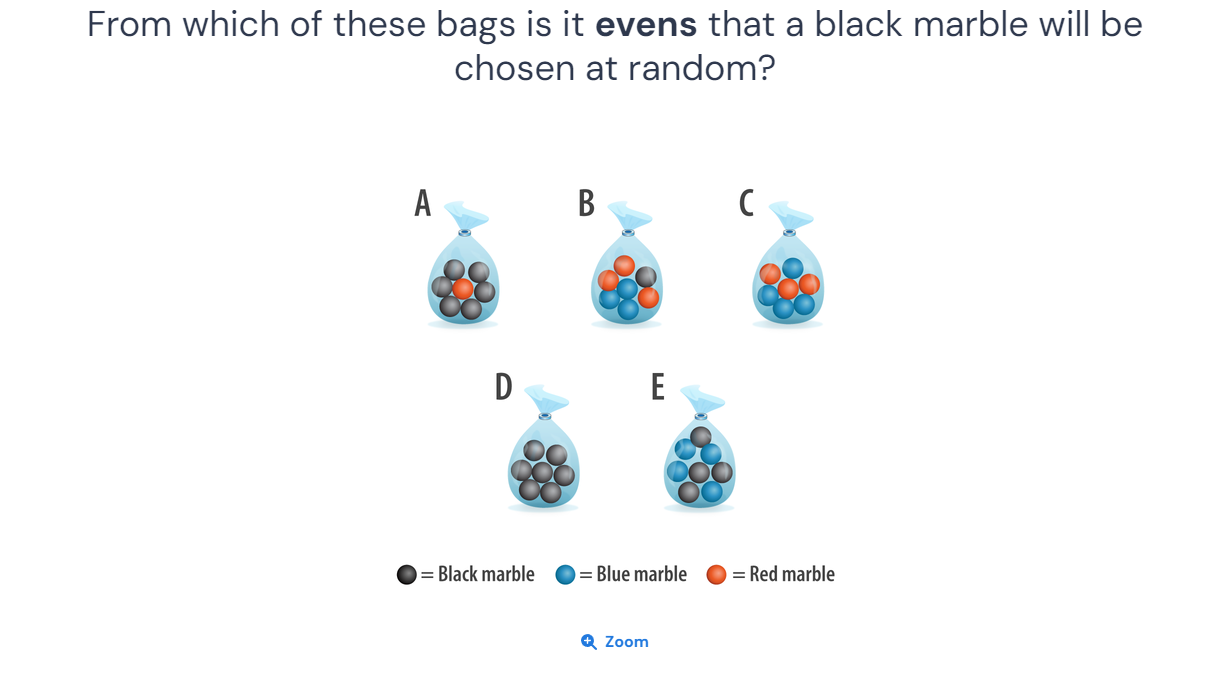 From which of these bags is it evens that a black marble will be
chosen at random?
A B C
D E
= Black marble = Blue marble = Red marble
Zoom